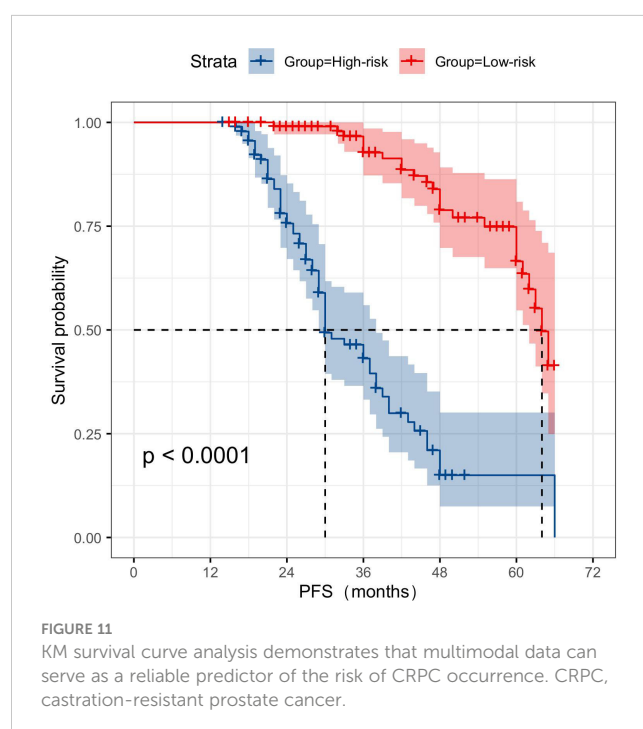 Strata Group=High-risk Group=Low-risk
1.00
0.75
0.50
0.25
0.00
Survival probability
p < 0.0001
0 12 24 36 48 60 72
PFS（months）
FIGURE 11
KM survival curve analysis demonstrates that multimodal data can
serve as a reliable predictor of the risk of CRPC occurrence. CRPC,
castration-resistant prostate cancer.